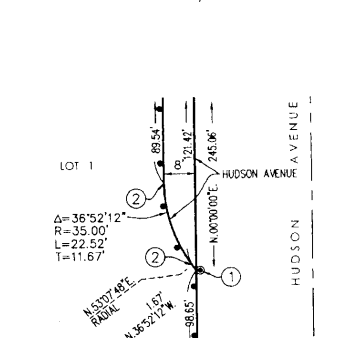 89.54'
8'
121.42'
245.06'
N.00°00'00"E.
HUDSON AVENUE
LOT 1
HUDSON AVENUE
2
Δ=36°52'12"
R=35.00'
L=22.52'
T=11.67'
2
1
N.53°07'48"E.
RADIAL
1.67'
N.36°52'12"W.
98.65'